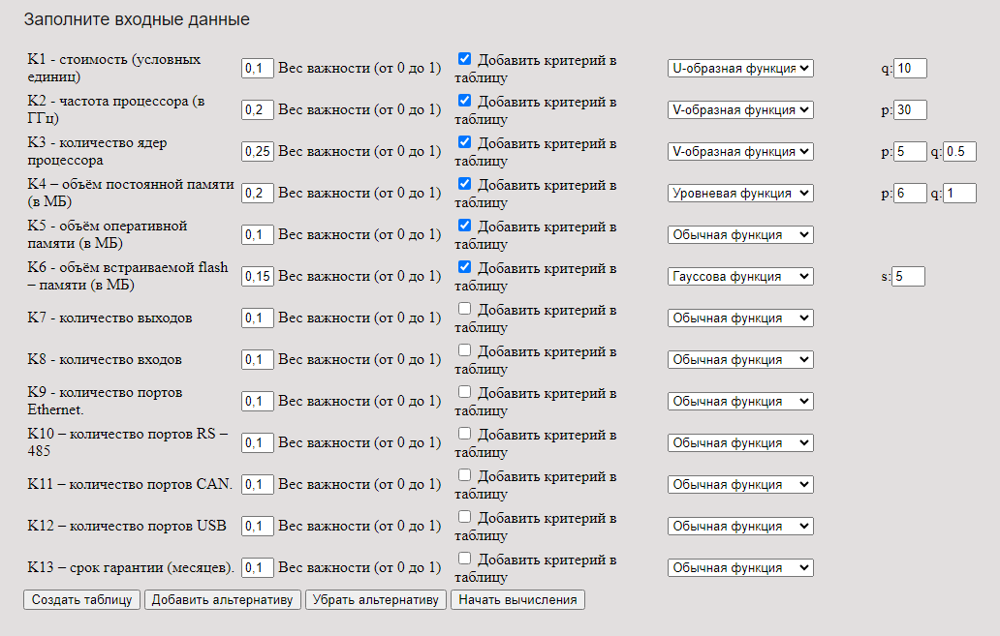 Заполните входные данные
K1 - стоимость (условных единиц) 0,1 Вес важности (от 0 до 1) Добавить критерий в таблицу U-образная функция q: 10
K2 - частота процессора (в ГГц) 0,2 Вес важности (от 0 до 1) Добавить критерий в таблицу V-образная функция p: 30
K3 - количество ядер процессора 0,25 Вес важности (от 0 до 1) Добавить критерий в таблицу V-образная функция p: 5 q: 0.5
K4 – объём постоянной памяти (в МБ) 0,2 Вес важности (от 0 до 1) Добавить критерий в таблицу Уровневая функция p: 6 q: 1
K5 - объём оперативной памяти (в МБ) 0,1 Вес важности (от 0 до 1) Добавить критерий в таблицу Обычная функция
K6 - объём встраиваемой flash – памяти (в МБ) 0,15 Вес важности (от 0 до 1) Добавить критерий в таблицу Гауссова функция s: 5
K7 - количество выходов 0,1 Вес важности (от 0 до 1) Добавить критерий в таблицу Обычная функция
K8 - количество входов 0,1 Вес важности (от 0 до 1) Добавить критерий в таблицу Обычная функция
K9 - количество портов Ethernet. 0,1 Вес важности (от 0 до 1) Добавить критерий в таблицу Обычная функция
K10 – количество портов RS – 485 0,1 Вес важности (от 0 до 1) Добавить критерий в таблицу Обычная функция
K11 – количество портов CAN. 0,1 Вес важности (от 0 до 1) Добавить критерий в таблицу Обычная функция
K12 – количество портов USB 0,1 Вес важности (от 0 до 1) Добавить критерий в таблицу Обычная функция
K13 – срок гарантии (месяцев). 0,1 Вес важности (от 0 до 1) Добавить критерий в таблицу Обычная функция
Создать таблицу Добавить альтернативу Убрать альтернативу Начать вычисления